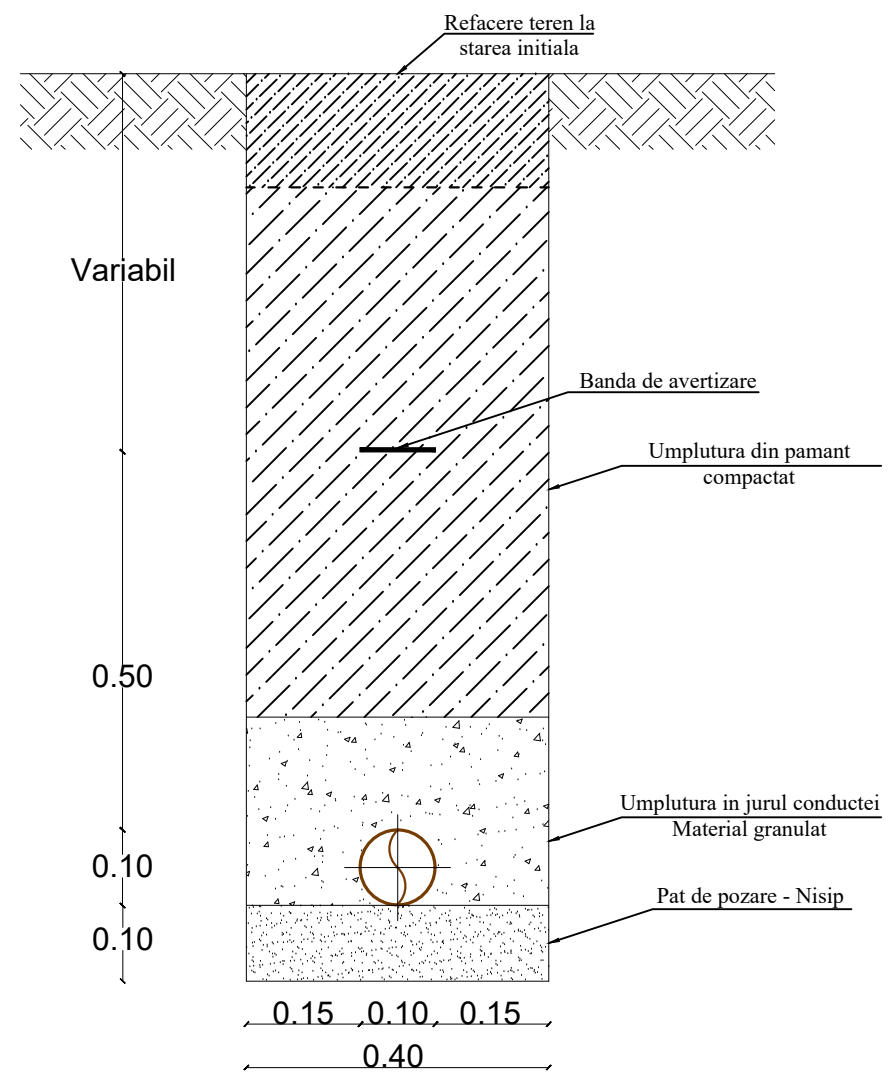 Refacere teren la
starea initiala
Variabil
Banda de avertizare
Umplutura din pamant
compactat
0.50
Umplutura in jurul conductei
Material granulat
0.10
Pat de pozare - Nisip
0.10
0.15 0.10 0.15
0.40